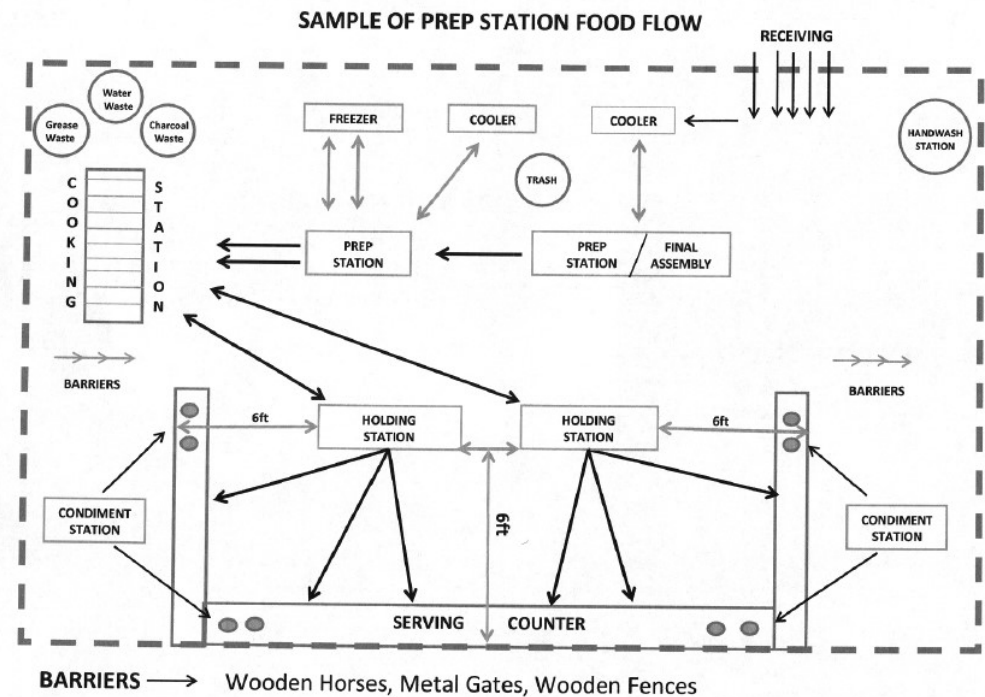 SAMPLE OF PREP STATION FOOD FLOW
RECEIVING
Water
Waste
Grease
Waste
Charcoal
Waste
FREEZER
COOLER
COOLER
HANDWASH
STATION
TRASH
COOKING
STATION
PREP
STATION
PREP
STATION
/ FINAL
ASSEMBLY
BARRIERS
BARRIERS
6ft
HOLDING
STATION
HOLDING
STATION
6ft
6ft
CONDIMENT
STATION
CONDIMENT
STATION
SERVING COUNTER
BARRIERS
Wooden Horses, Metal Gates, Wooden Fences